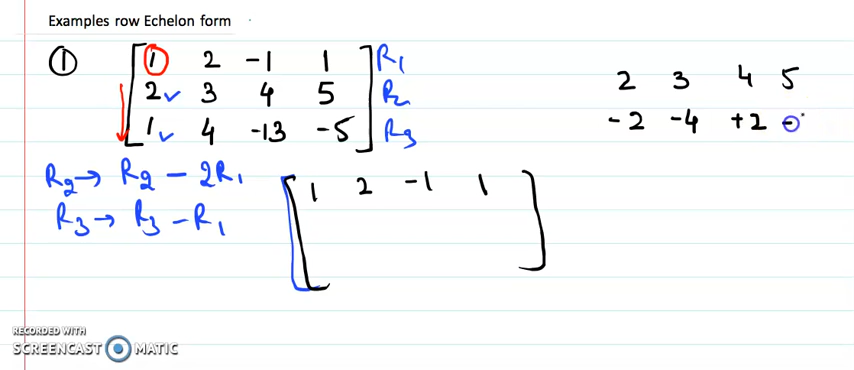 Examples row Echelon form
① 1 2 -1 1 R1
2 3 4 5 R2
1 4 -13 -5 R3
2 3 4 5
-2 -4 +2 -
R2 → R2 - 2R1
R3 → R3 - R1
1 2 -1 1
RECORDED WITH
SCREENCAST MATIC